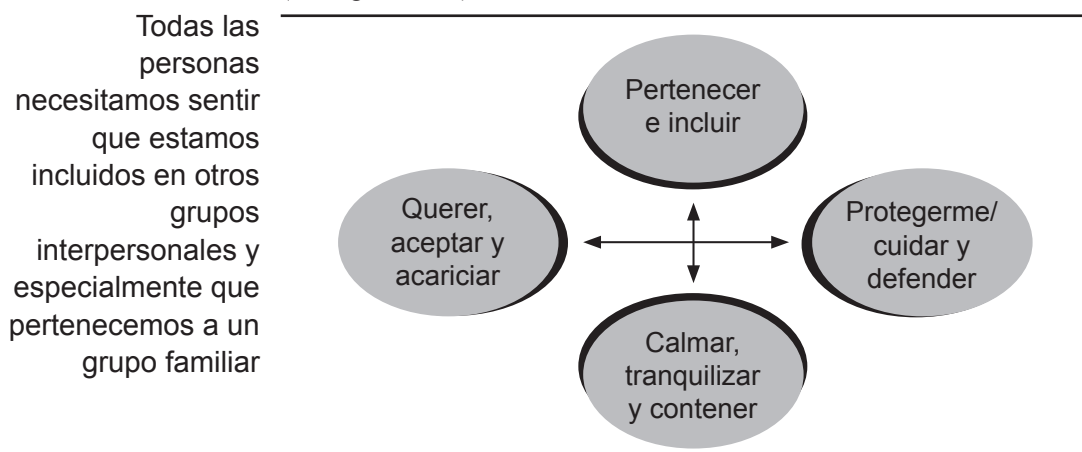 Todas las
personas
necesitamos sentir
que estamos
incluidos en otros
grupos
interpersonales y
especialmente que
pertenecemos a un
grupo familiar
Pertenecer
e incluir
Querer,
aceptar y
acariciar
Protegerme/
cuidar y
defender
Calmar,
tranquilizar
y contener